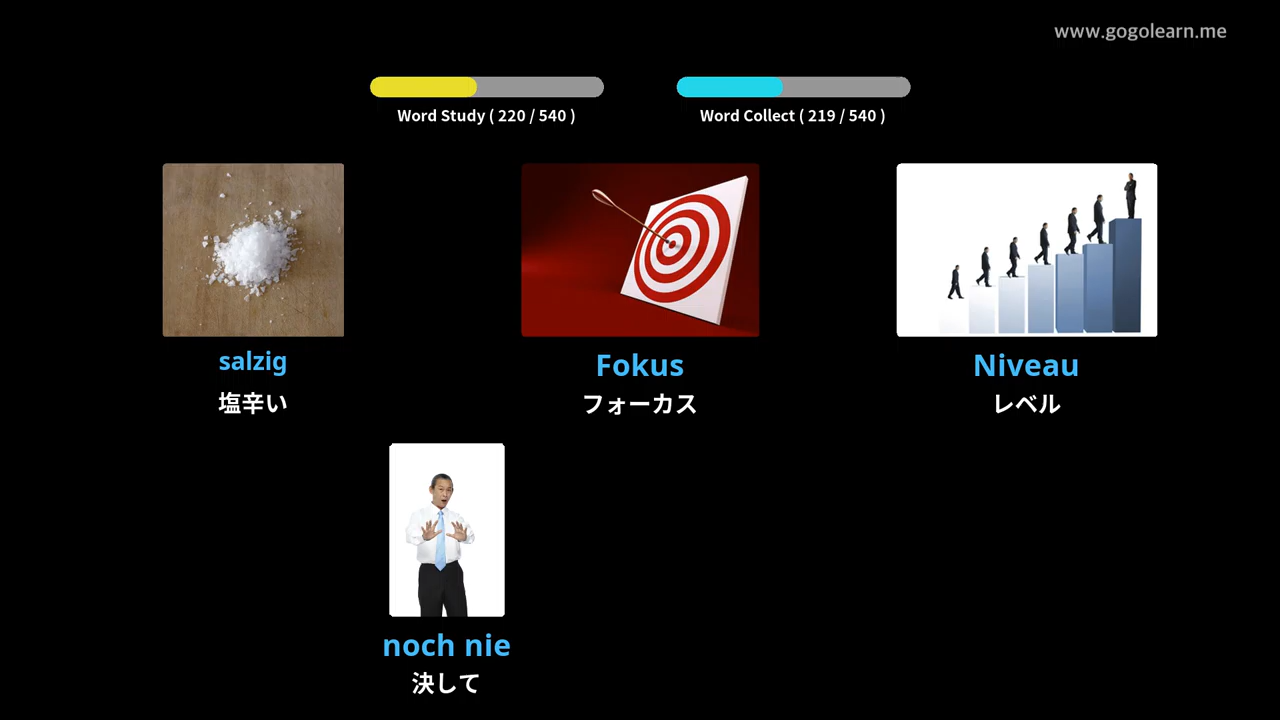 www.gogolearn.me
Word Study ( 220 / 540 )
Word Collect ( 219 / 540 )
salzig
塩辛い
Fokus
フォーカス
Niveau
レベル
noch nie
決して